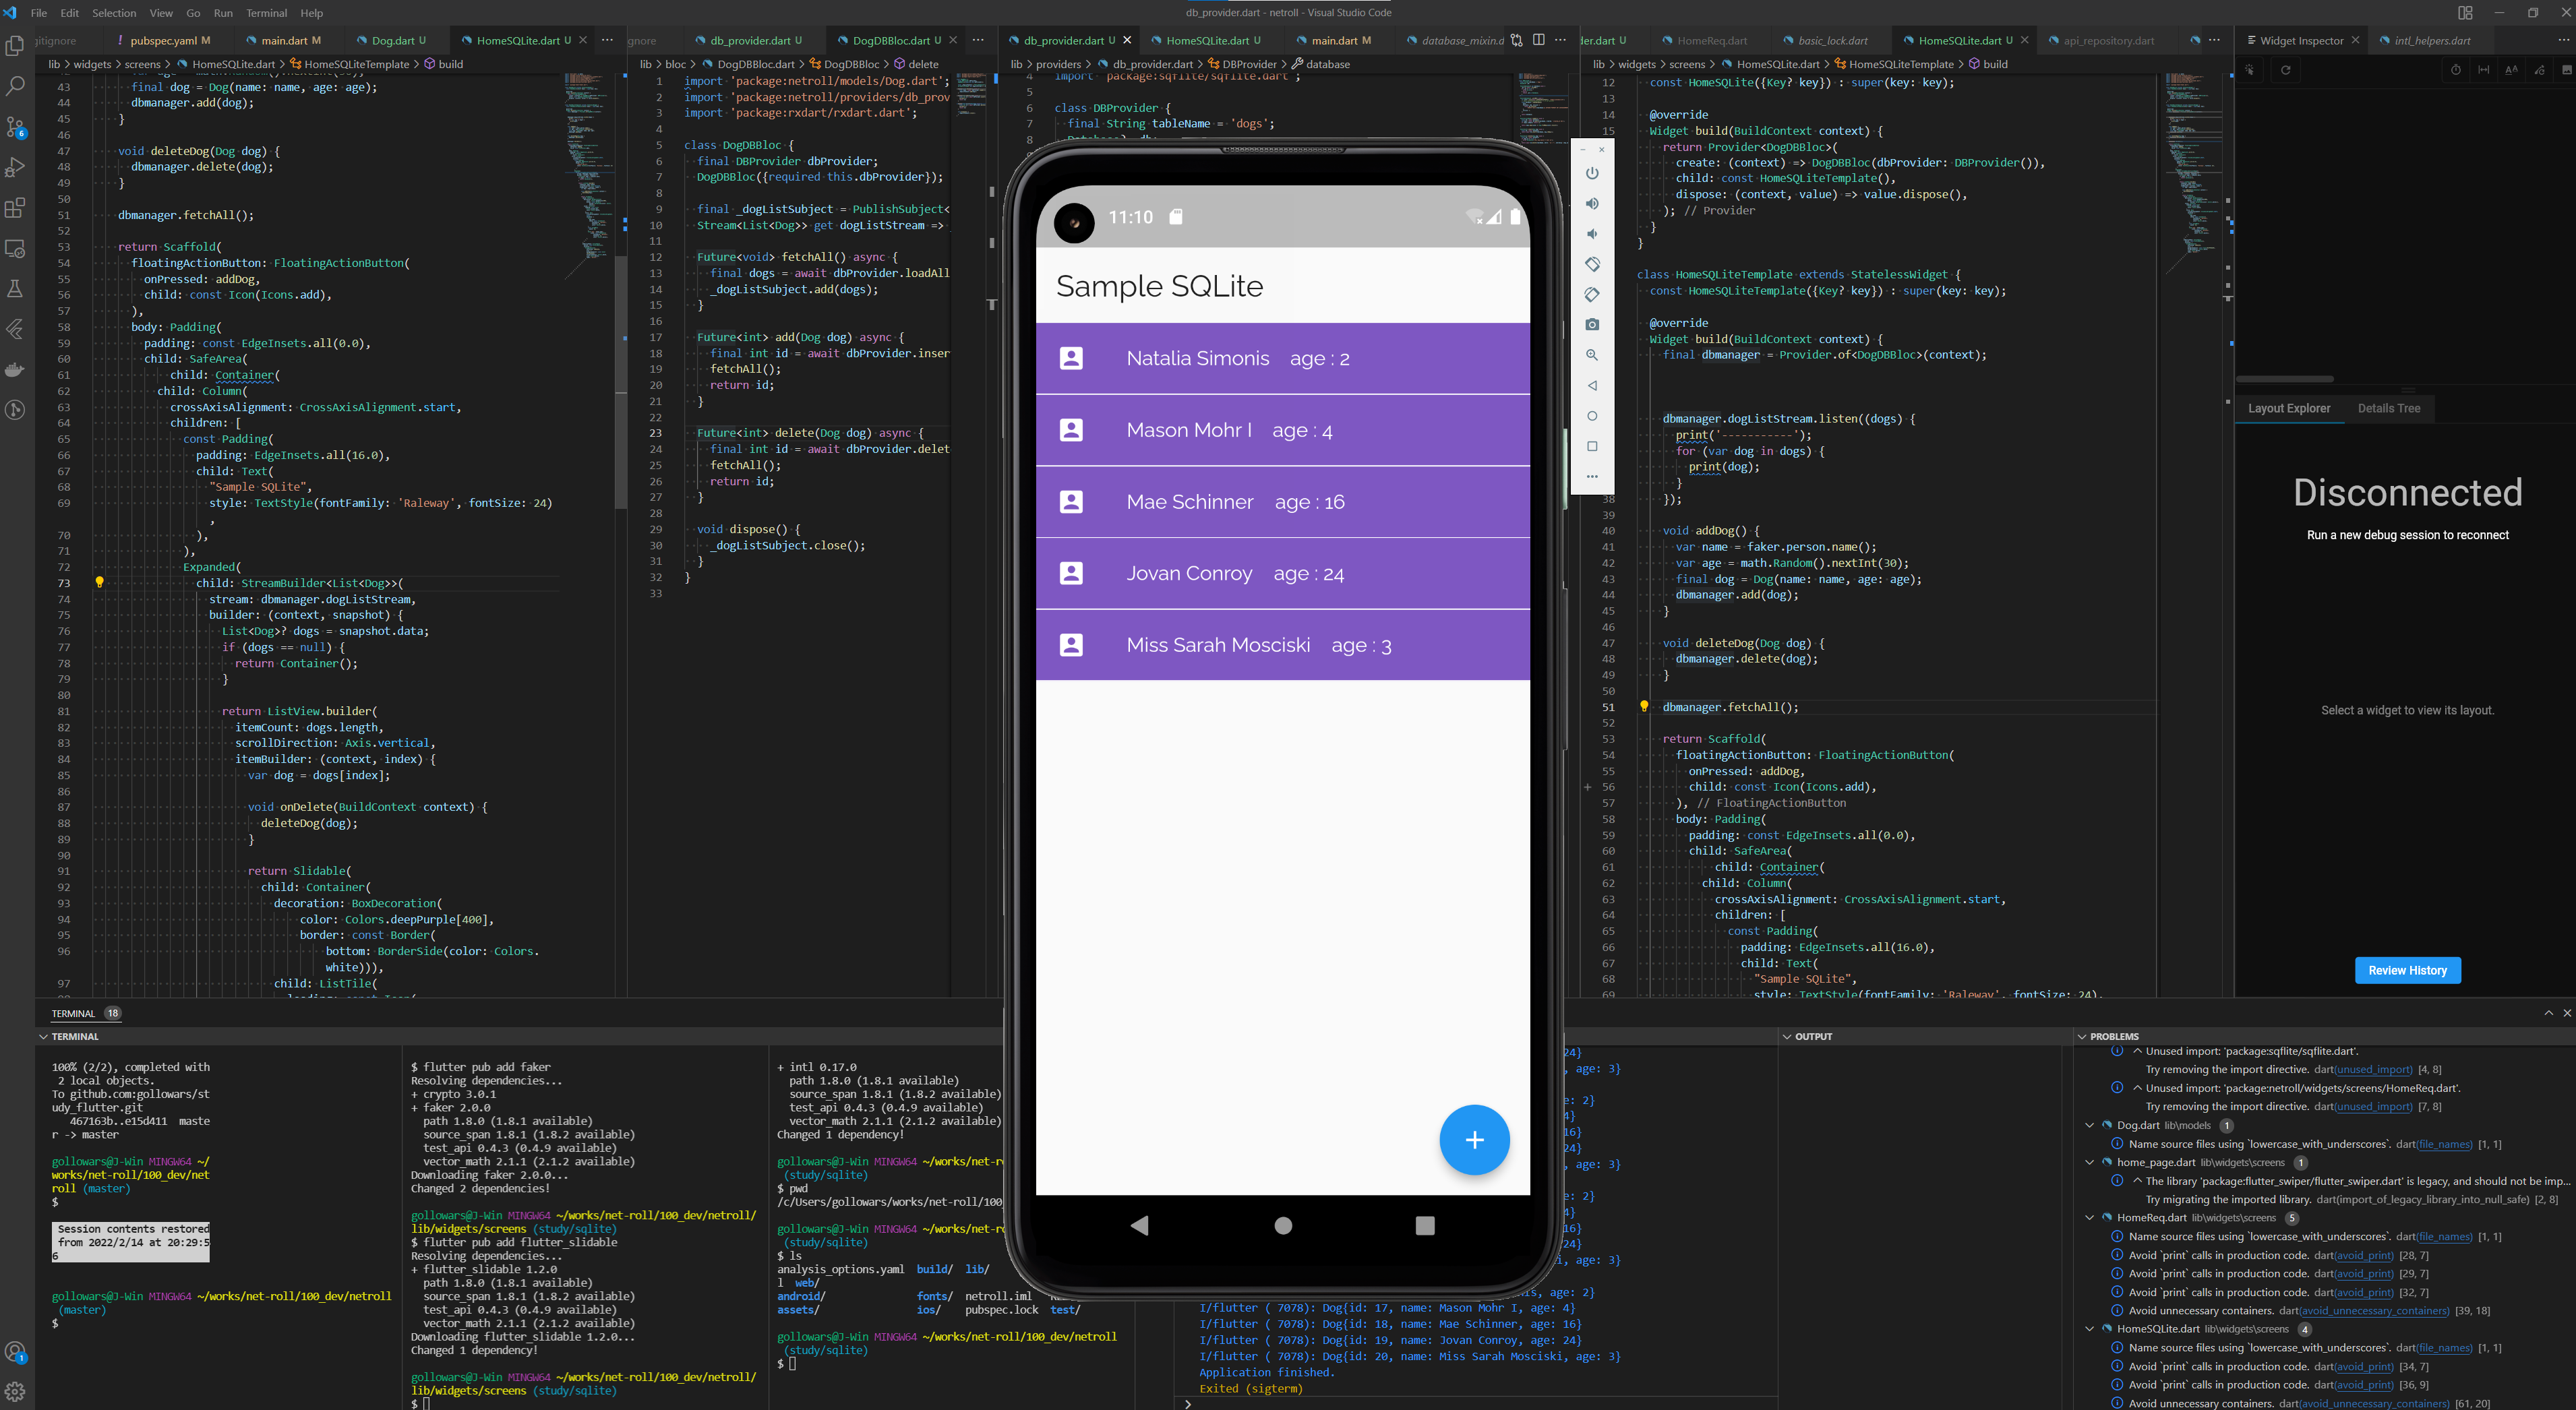 File Edit Selection View Go Run Terminal Help
db_provider.dart - netroll - Visual Studio Code
gitignore
! pubspec.yaml M
main.dart M
Dog.dart U
HomeSQLite.dart U
lib > widgets > screens > HomeSQLite.dart > HomeSQLiteTemplate > build
43 final dog = Dog(name: name, age: age);
44 dbmanager.add(dog);
45 }
46
47 void deleteDog(Dog dog) {
48 dbmanager.delete(dog);
49 }
50
51 dbmanager.fetchAll();
52
53 return Scaffold(
54 floatingActionButton: FloatingActionButton(
55 onPressed: addDog,
56 child: const Icon(Icons.add),
57 ),
58 body: Padding(
59 padding: const EdgeInsets.all(0.0),
60 child: SafeArea(
61 child: Container(
62 child: Column(
63 crossAxisAlignment: CrossAxisAlignment.start,
64 children: [
65 const Padding(
66 padding: EdgeInsets.all(16.0),
67 child: Text(
68 "Sample SQLite",
69 style: TextStyle(fontFamily: 'Raleway', fontSize: 24)
,
70 ),
71 ),
72 Expanded(
73 child: StreamBuilder<List<Dog>>(
74 stream: dbmanager.dogListStream,
75 builder: (context, snapshot) {
76 List<Dog>? dogs = snapshot.data;
77 if (dogs == null) {
78 return Container();
79 }
80
81 return ListView.builder(
82 itemCount: dogs.length,
83 scrollDirection: Axis.vertical,
84 itemBuilder: (context, index) {
85 var dog = dogs[index];
86
87 void onDelete(BuildContext context) {
88 deleteDog(dog);
89 }
90
91 return Slidable(
92 child: Container(
93 decoration: BoxDecoration(
94 color: Colors.deepPurple[400],
95 border: const Border(
96 bottom: BorderSide(color: Colors.
white))),
97 child: ListTile(
gnore
db_provider.dart U
DogDBBloc.dart U
lib > bloc > DogDBBloc.dart > DogDBBloc > delete
1 import 'package:netroll/models/Dog.dart';
2 import 'package:netroll/providers/db_prov
3 import 'package:rxdart/rxdart.dart';
4
5 class DogDBBloc {
6 final DBProvider dbProvider;
7 DogDBBloc({required this.dbProvider});
8
9 final _dogListSubject = PublishSubject<
10 Stream<List<Dog>> get dogListStream =>
11
12 Future<void> fetchAll() async {
13 final dogs = await dbProvider.loadAll
14 _dogListSubject.add(dogs);
15 }
16
17 Future<int> add(Dog dog) async {
18 final int id = await dbProvider.inser
19 fetchAll();
20 return id;
21 }
22
23 Future<int> delete(Dog dog) async {
24 final int id = await dbProvider.delet
25 fetchAll();
26 return id;
27 }
28
29 void dispose() {
30 _dogListSubject.close();
31 }
32 }
33
db_provider.dart U
HomeSQLite.dart U
main.dart M
database_mixin.d
lib > providers > db_provider.dart > DBProvider > database
4 import 'package:sqflite/sqflite.dart';
5
6 class DBProvider {
7 final String tableName = 'dogs';
8
11:10
Sample SQLite
Natalia Simonis age : 2
Mason Mohr I age : 4
Mae Schinner age : 16
Jovan Conroy age : 24
Miss Sarah Mosciski age : 3
+
der.dart U
HomeReq.dart
basic_lock.dart
HomeSQLite.dart U
api_repository.dart
lib > widgets > screens > HomeSQLite.dart > HomeSQLiteTemplate > build
12 const HomeSQLite({Key? key}) : super(key: key);
13
14 @override
15 Widget build(BuildContext context) {
return Provider<DogDBBloc>(
create: (context) => DogDBBloc(dbProvider: DBProvider()),
child: const HomeSQLiteTemplate(),
dispose: (context, value) => value.dispose(),
); // Provider
}
}
class HomeSQLiteTemplate extends StatelessWidget {
const HomeSQLiteTemplate({Key? key}) : super(key: key);
@override
Widget build(BuildContext context) {
final dbmanager = Provider.of<DogDBBloc>(context);
dbmanager.dogListStream.listen((dogs) {
print('-----------');
for (var dog in dogs) {
print(dog);
}
38 });
39
40 void addDog() {
41 var name = faker.person.name();
42 var age = math.Random().nextInt(30);
43 final dog = Dog(name: name, age: age);
44 dbmanager.add(dog);
45 }
46
47 void deleteDog(Dog dog) {
48 dbmanager.delete(dog);
49 }
50
51 dbmanager.fetchAll();
52
53 return Scaffold(
54 floatingActionButton: FloatingActionButton(
55 onPressed: addDog,
56 child: const Icon(Icons.add),
57 ), // FloatingActionButton
58 body: Padding(
59 padding: const EdgeInsets.all(0.0),
60 child: SafeArea(
61 child: Container(
62 child: Column(
63 crossAxisAlignment: CrossAxisAlignment.start,
64 children: [
65 const Padding(
66 padding: EdgeInsets.all(16.0),
67 child: Text(
68 "Sample SQLite",
69 style: TextStyle(fontFamily: 'Raleway', fontSize: 24),
Widget Inspector
intl_helpers.dart
Layout Explorer
Details Tree
Disconnected
Run a new debug session to reconnect
Select a widget to view its layout.
Review History
TERMINAL 18
TERMINAL
100% (2/2), completed with
2 local objects.
To github.com:gollowars/st
udy_flutter.git
467163b..e15d411 maste
r -> master
gollowars@J-Win MINGW64 ~/
works/net-roll/100_dev/net
roll (master)
$
Session contents restored
from 2022/2/14 at 20:29:5
6
gollowars@J-Win MINGW64 ~/works/net-roll/100_dev/netroll
(master)
$
$ flutter pub add faker
Resolving dependencies...
+ crypto 3.0.1
+ faker 2.0.0
path 1.8.0 (1.8.1 available)
source_span 1.8.1 (1.8.2 available)
test_api 0.4.3 (0.4.9 available)
vector_math 2.1.1 (2.1.2 available)
Downloading faker 2.0.0...
Changed 2 dependencies!
gollowars@J-Win MINGW64 ~/works/net-roll/100_dev/netroll/
lib/widgets/screens (study/sqlite)
$ flutter pub add flutter_slidable
Resolving dependencies...
+ flutter_slidable 1.2.0
path 1.8.0 (1.8.1 available)
source_span 1.8.1 (1.8.2 available)
test_api 0.4.3 (0.4.9 available)
vector_math 2.1.1 (2.1.2 available)
Downloading flutter_slidable 1.2.0...
Changed 1 dependency!
gollowars@J-Win MINGW64 ~/works/net-roll/100_dev/netroll/
lib/widgets/screens (study/sqlite)
$
+ intl 0.17.0
path 1.8.0 (1.8.1 available)
source_span 1.8.1 (1.8.2 available)
test_api 0.4.3 (0.4.9 available)
vector_math 2.1.1 (2.1.2 available)
Changed 1 dependency!
gollowars@J-Win MINGW64 ~/works/net-r
(study/sqlite)
$ pwd
/c/Users/gollowars/works/net-roll/100
gollowars@J-Win MINGW64 ~/works/net-r
(study/sqlite)
$ ls
analysis_options.yaml build/ lib/
l web/
android/ fonts/ netroll.iml
assets/ ios/ pubspec.lock test/
gollowars@J-Win MINGW64 ~/works/net-roll/100_dev/netroll
(study/sqlite)
$
24}
, age: 3}
e: 2}
4}
16}
24}
, age: 3}
e: 2}
4}
16}
24}
i, age: 3}
is, age: 2}
I/flutter ( 7078): Dog{id: 17, name: Mason Mohr I, age: 4}
I/flutter ( 7078): Dog{id: 18, name: Mae Schinner, age: 16}
I/flutter ( 7078): Dog{id: 19, name: Jovan Conroy, age: 24}
I/flutter ( 7078): Dog{id: 20, name: Miss Sarah Mosciski, age: 3}
Application finished.
Exited (sigterm)
OUTPUT
PROBLEMS
Unused import: 'package:sqflite/sqflite.dart'.
Try removing the import directive. dart(unused_import) [4, 8]
Unused import: 'package:netroll/widgets/screens/HomeReq.dart'.
Try removing the import directive. dart(unused_import) [7, 8]
Dog.dart lib\models 1
Name source files using `lowercase_with_underscores`. dart(file_names) [1, 1]
home_page.dart lib\widgets\screens 1
The library 'package:flutter_swiper/flutter_swiper.dart' is legacy, and should not be imp...
Try migrating the imported library. dart(import_of_legacy_library_into_null_safe) [2, 8]
HomeReq.dart lib\widgets\screens 5
Name source files using `lowercase_with_underscores`. dart(file_names) [1, 1]
Avoid `print` calls in production code. dart(avoid_print) [28, 7]
Avoid `print` calls in production code. dart(avoid_print) [29, 7]
Avoid `print` calls in production code. dart(avoid_print) [32, 7]
Avoid unnecessary containers. dart(avoid_unnecessary_containers) [39, 18]
HomeSQLite.dart lib\widgets\screens 4
Name source files using `lowercase_with_underscores`. dart(file_names) [1, 1]
Avoid `print` calls in production code. dart(avoid_print) [34, 7]
Avoid `print` calls in production code. dart(avoid_print) [36, 9]
Avoid unnecessary containers. dart(avoid_unnecessary_containers) [61, 20]